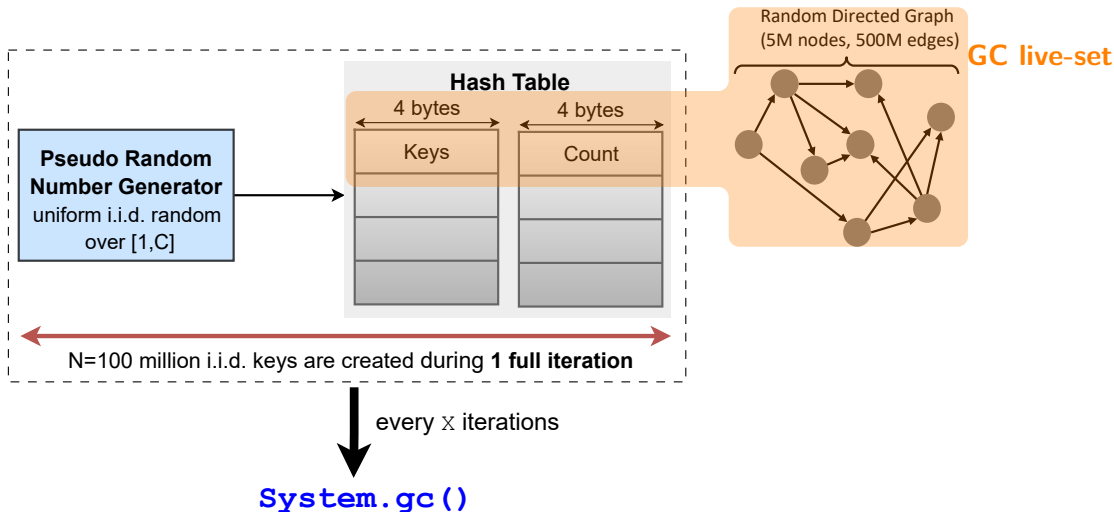 Random Directed Graph
(5M nodes, 500M edges)
GC live-set
Hash Table
4 bytes
4 bytes
Keys
Count
Pseudo Random
Number Generator
uniform i.i.d. random
over [1,C]
N=100 million i.i.d. keys are created during 1 full iteration
every X iterations
System.gc()